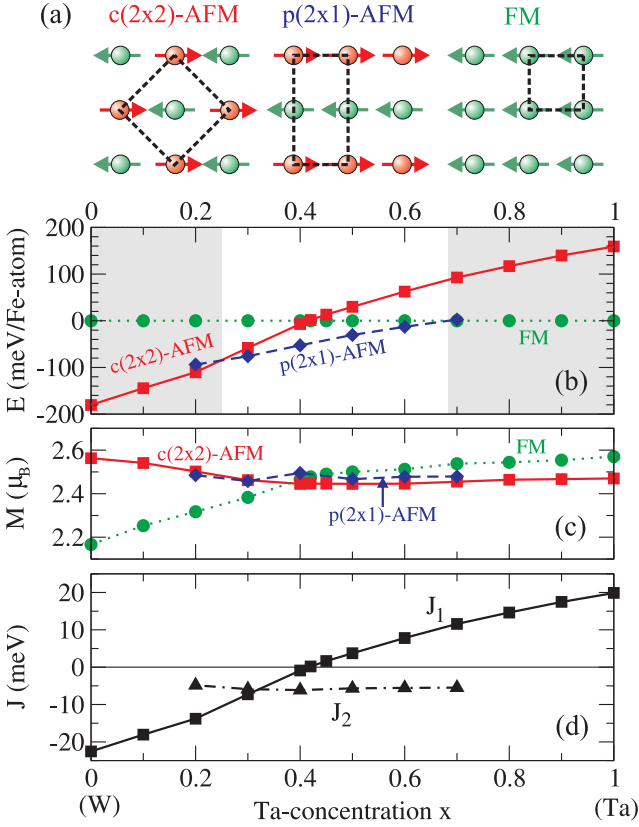 (a) c(2x2)-AFM p(2x1)-AFM FM
0 0.2 0.4 0.6 0.8 1
200
100
0
-100
-200
E (meV/Fe-atom)
c(2x2)-AFM
p(2x1)-AFM
FM
(b)
2.6
2.4
2.2
M (μB)
c(2x2)-AFM
FM
p(2x1)-AFM
(c)
20
10
0
-10
-20
J (meV)
J1
J2
(d)
0 0.2 0.4 0.6 0.8 1
(W) Ta-concentration x (Ta)